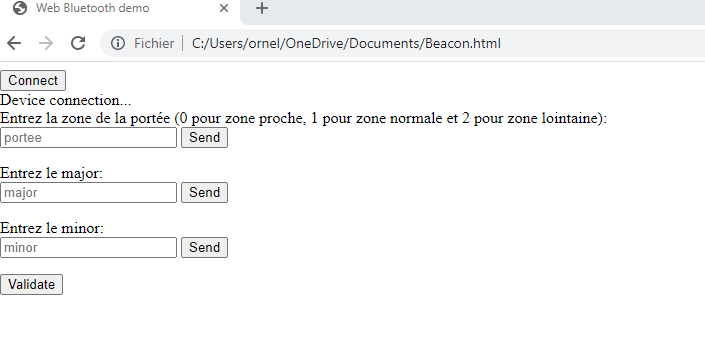 Web Bluetooth demo
Fichier | C:/Users/ornel/OneDrive/Documents/Beacon.html
Connect
Device connection...
Entrez la zone de la portée (0 pour zone proche, 1 pour zone normale et 2 pour zone lointaine):
portee Send
Entrez le major:
major Send
Entrez le minor:
minor Send
Validate